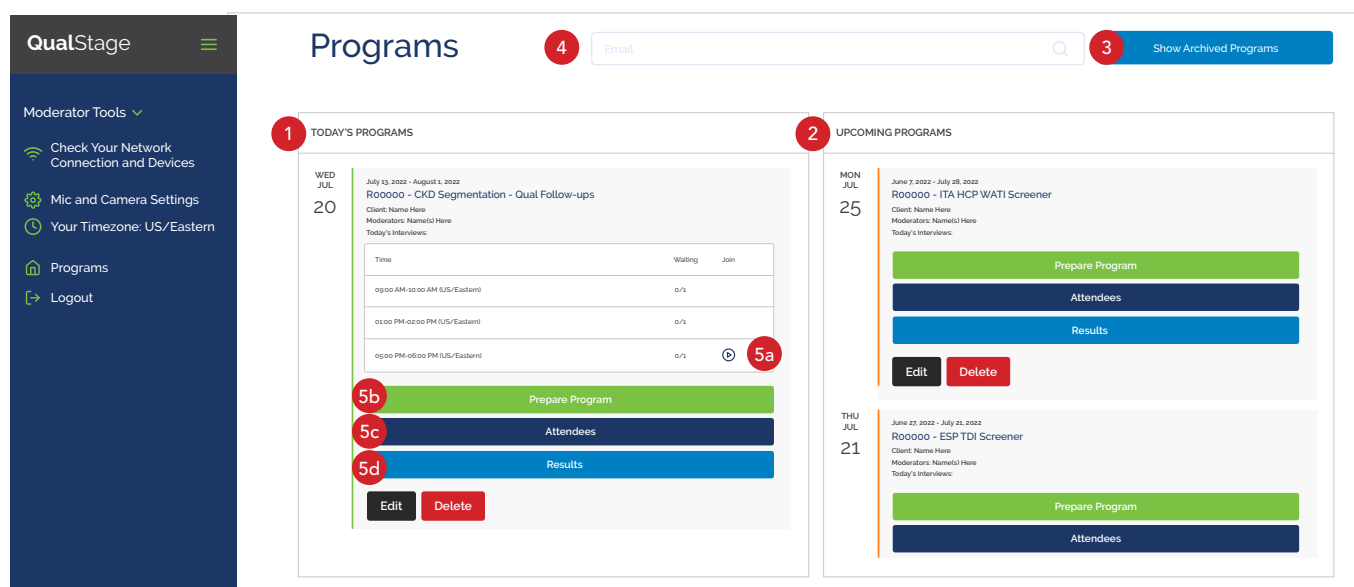 QualStage
Moderator Tools
Check Your Network
Connection and Devices
Mic and Camera Settings
Your Timezone: US/Eastern
Programs
Logout
Programs
4
Email
3
Show Archived Programs
1
TODAY'S PROGRAMS
WED
JUL
20
July 13, 2022 - August 1, 2022
R00000 - CKD Segmentation - Qual Follow-ups
Client: Name Here
Moderators: Name(s) Here
Today's Interviews:
Time Waiting Join
09:00 AM-10:00 AM (US/Eastern) 0/1
01:00 PM-02:00 PM (US/Eastern) 0/1
05:00 PM-06:00 PM (US/Eastern) 0/1 5a
5b Prepare Program
5c Attendees
5d Results
Edit Delete
2
UPCOMING PROGRAMS
MON
JUL
25
June 7, 2022 - July 28, 2022
R00000 - ITA HCP WATI Screener
Client: Name Here
Moderators: Name(s) Here
Today's Interviews:
Prepare Program
Attendees
Results
Edit Delete
THU
JUL
21
June 27, 2022 - July 21, 2022
R00000 - ESP TDI Screener
Client: Name Here
Moderators: Name(s) Here
Today's Interviews:
Prepare Program
Attendees